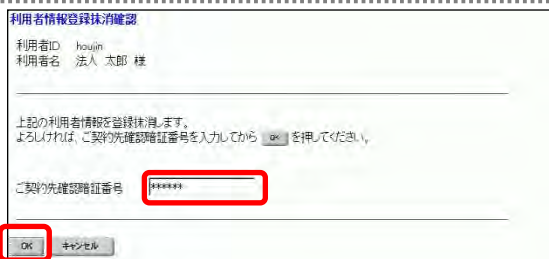 利用者情報登録抹消確認
利用者ID houjin
利用者名 法人 太郎 様
上記の利用者情報を登録抹消します。
よろしければ、ご契約先確認暗証番号を入力してから OK を押してください。
ご契約先確認暗証番号 ******
OK キャンセル